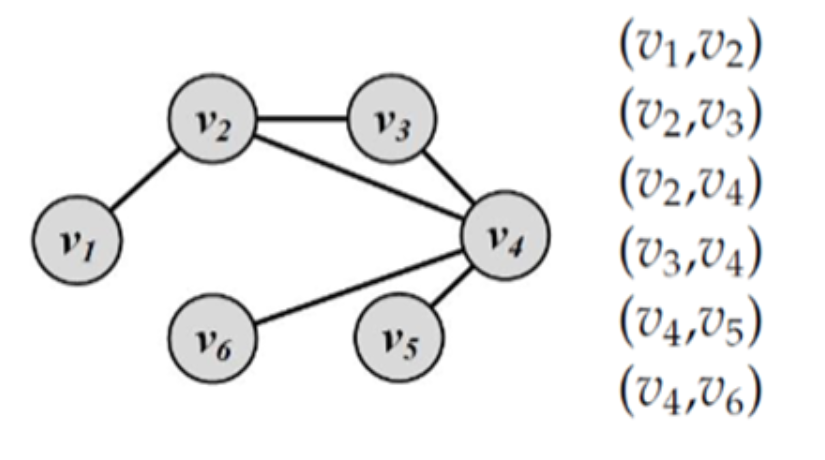 v₂
v₃
v₁
v₄
v₆
v₅
(v₁,v₂)
(v₂,v₃)
(v₂,v₄)
(v₃,v₄)
(v₄,v₅)
(v₄,v₆)